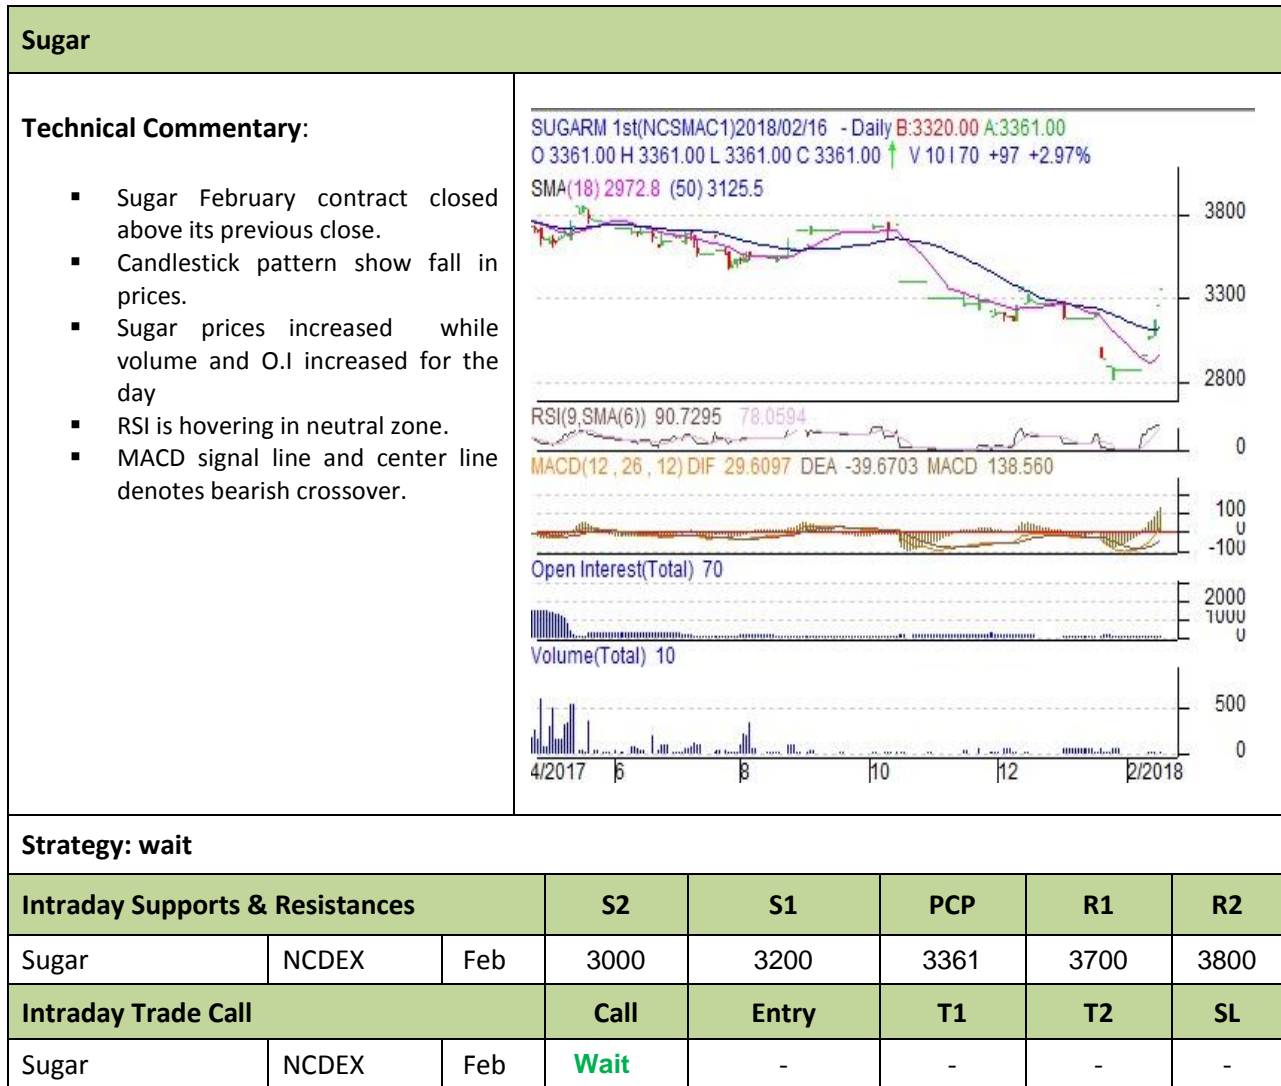 Sugar
Technical Commentary:
▪ Sugar February contract closed
above its previous close.
▪ Candlestick pattern show fall in
prices.
▪ Sugar prices increased while
volume and O.I increased for the
day
▪ RSI is hovering in neutral zone.
▪ MACD signal line and center line
denotes bearish crossover.
SUGARM 1st(NCSMAC1)2018/02/16 - Daily B:3320.00 A:3361.00
O 3361.00 H 3361.00 L 3361.00 C 3361.00 ↑ V 10 I 70 +97 +2.97%
SMA(18) 2972.8 (50) 3125.5
3800
3300
2800
RSI(9,SMA(6)) 90.7295 78.0594
0
MACD(12 , 26 , 12) DIF 29.6097 DEA -39.6703 MACD 138.560
100
0
-100
Open Interest(Total) 70
2000
1000
0
Volume(Total) 10
500
0
4/2017 6 8 10 12 2/2018
Strategy: wait
Intraday Supports & Resistances S2 S1 PCP R1 R2
Sugar NCDEX Feb 3000 3200 3361 3700 3800
Intraday Trade Call Call Entry T1 T2 SL
Sugar NCDEX Feb Wait - - - -